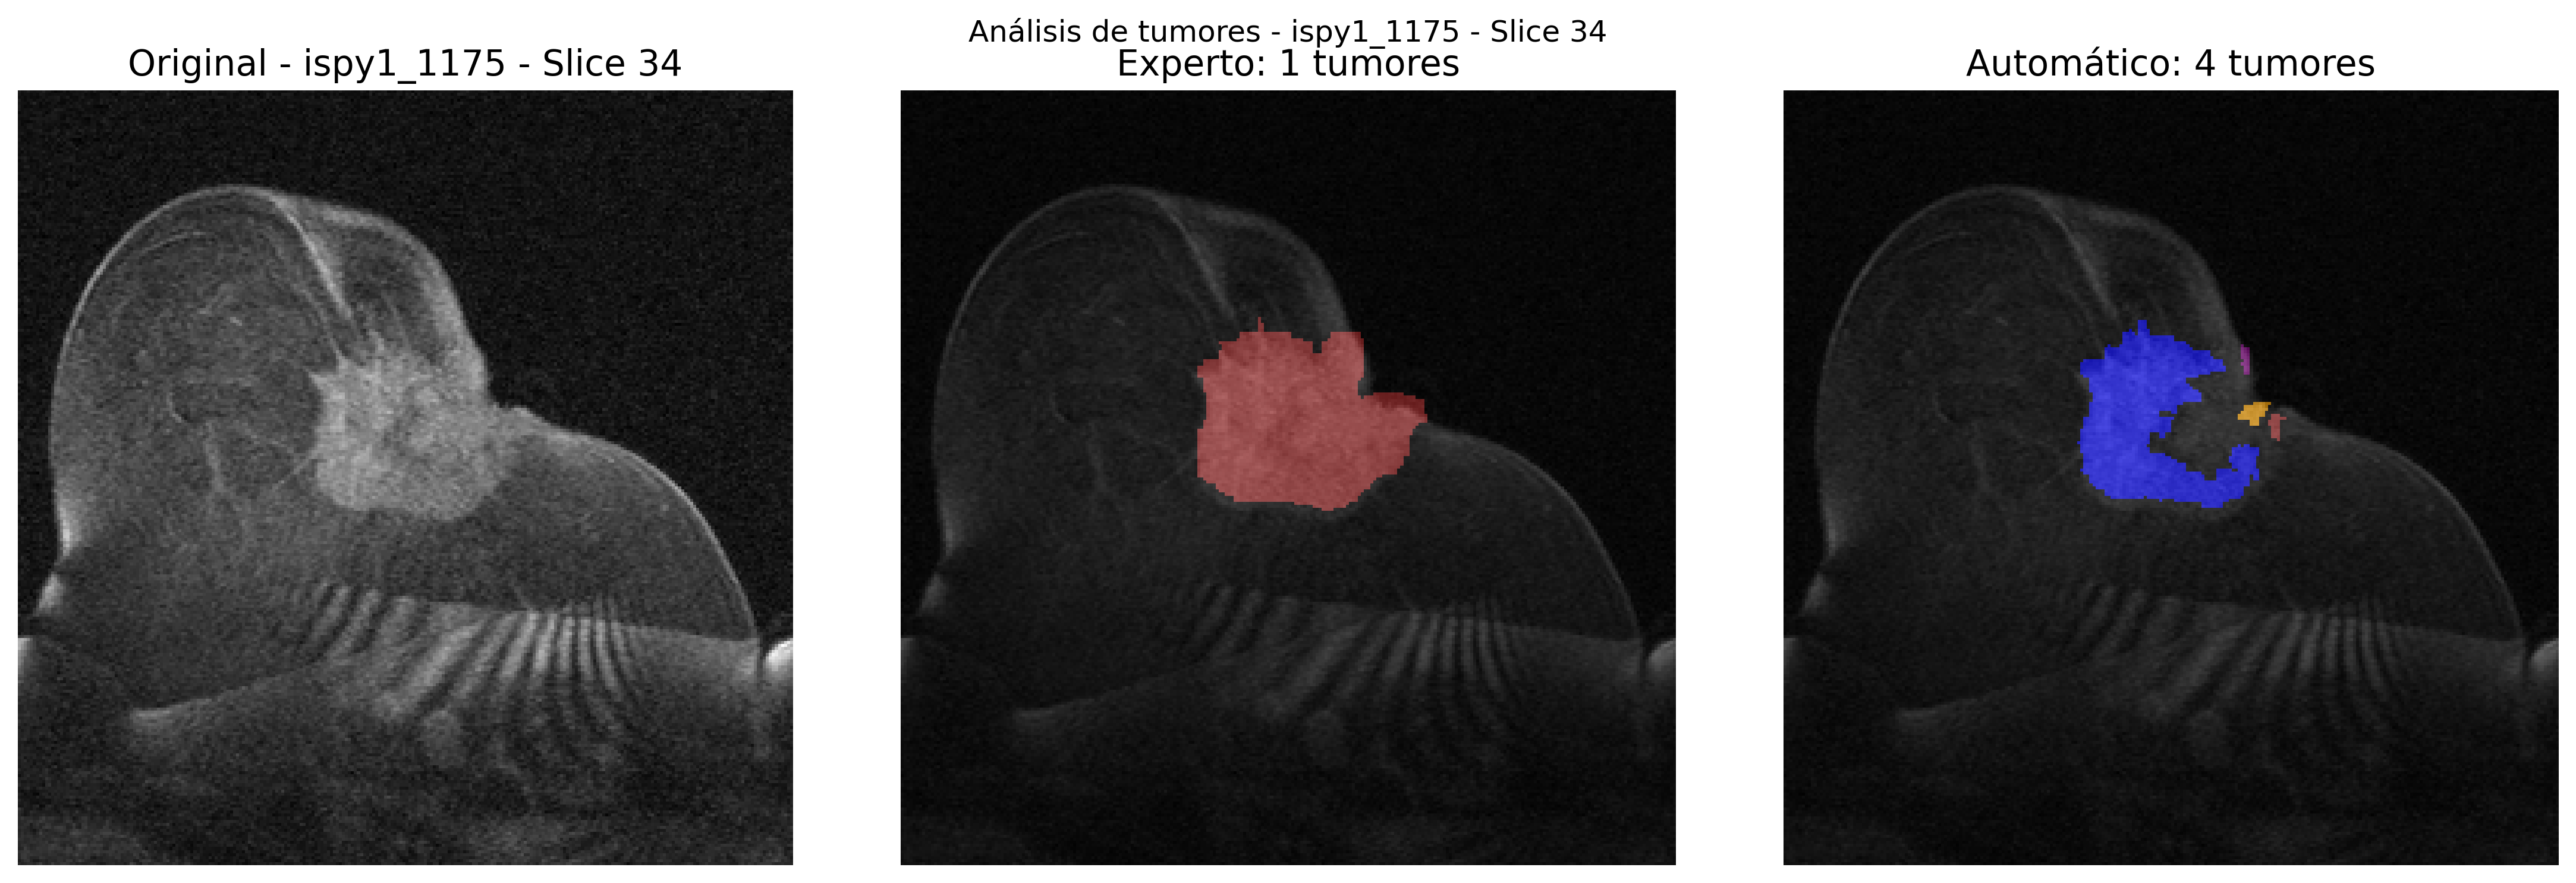 Análisis de tumores - ispy1_1175 - Slice 34
Original - ispy1_1175 - Slice 34
Experto: 1 tumores
Automático: 4 tumores